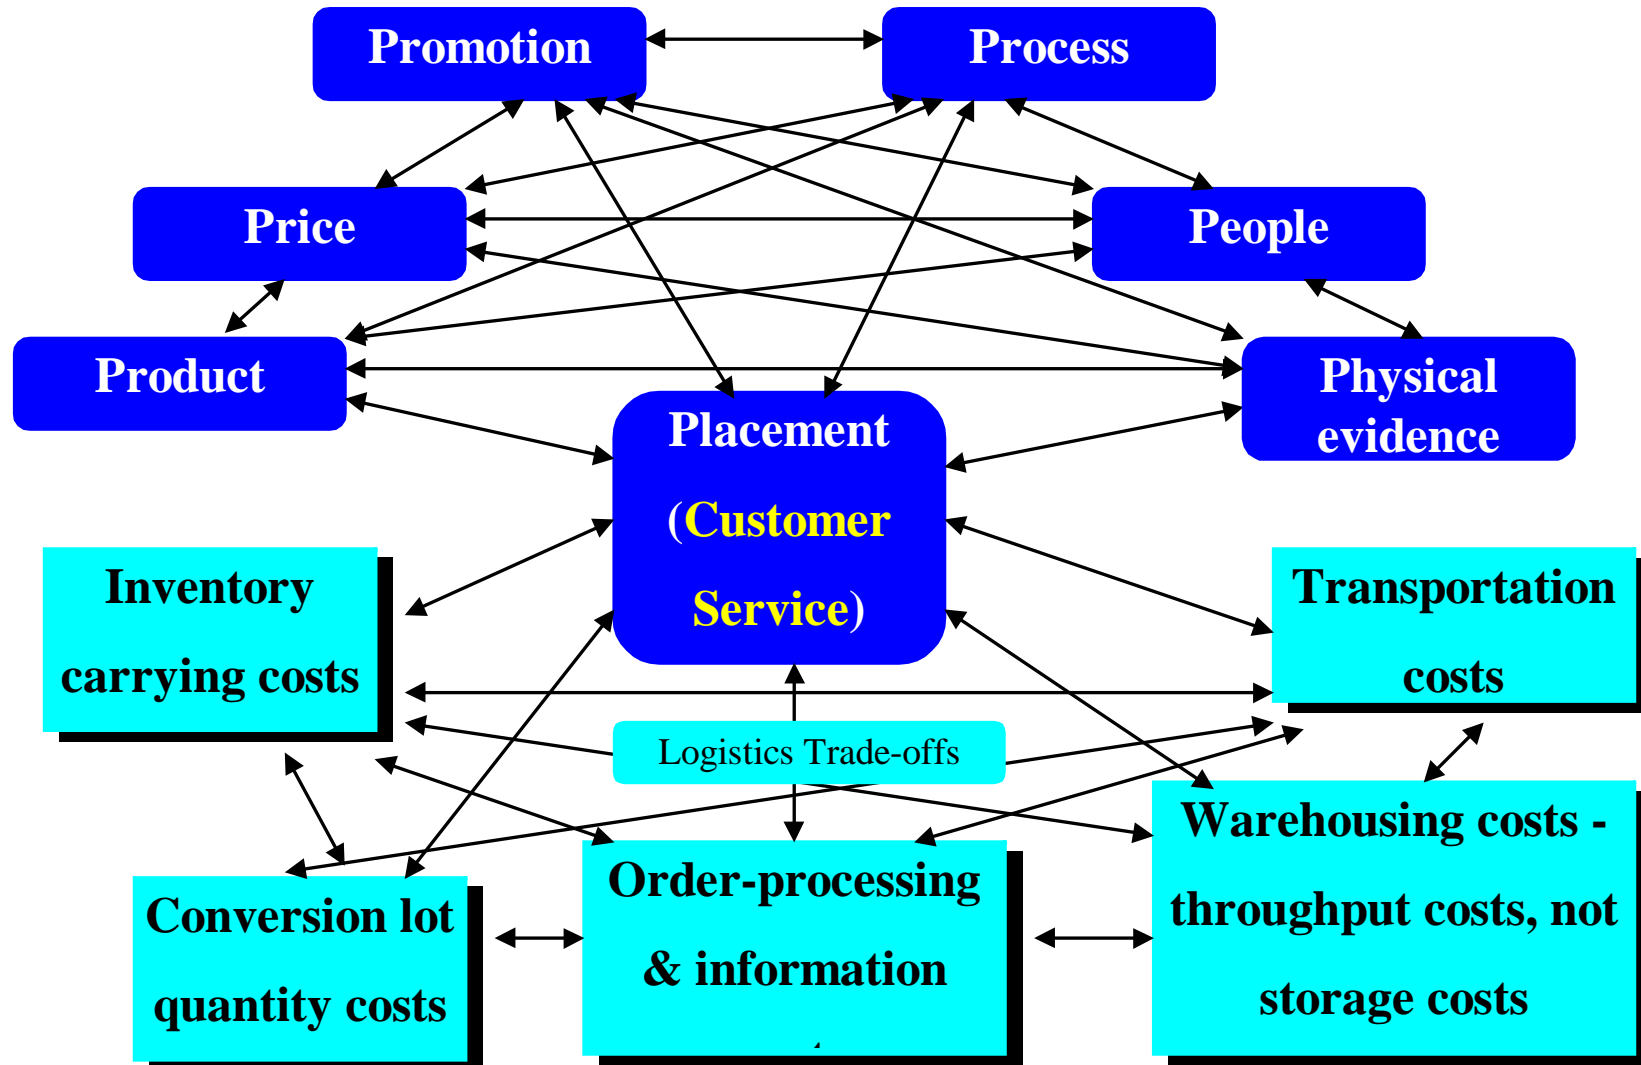 Promotion
Process
Price
People
Product
Physical
evidence
Placement
(Customer
Service)
Inventory
carrying costs
Transportation
costs
Logistics Trade-offs
Conversion lot
quantity costs
Order-processing
& information
Warehousing costs -
throughput costs, not
storage costs